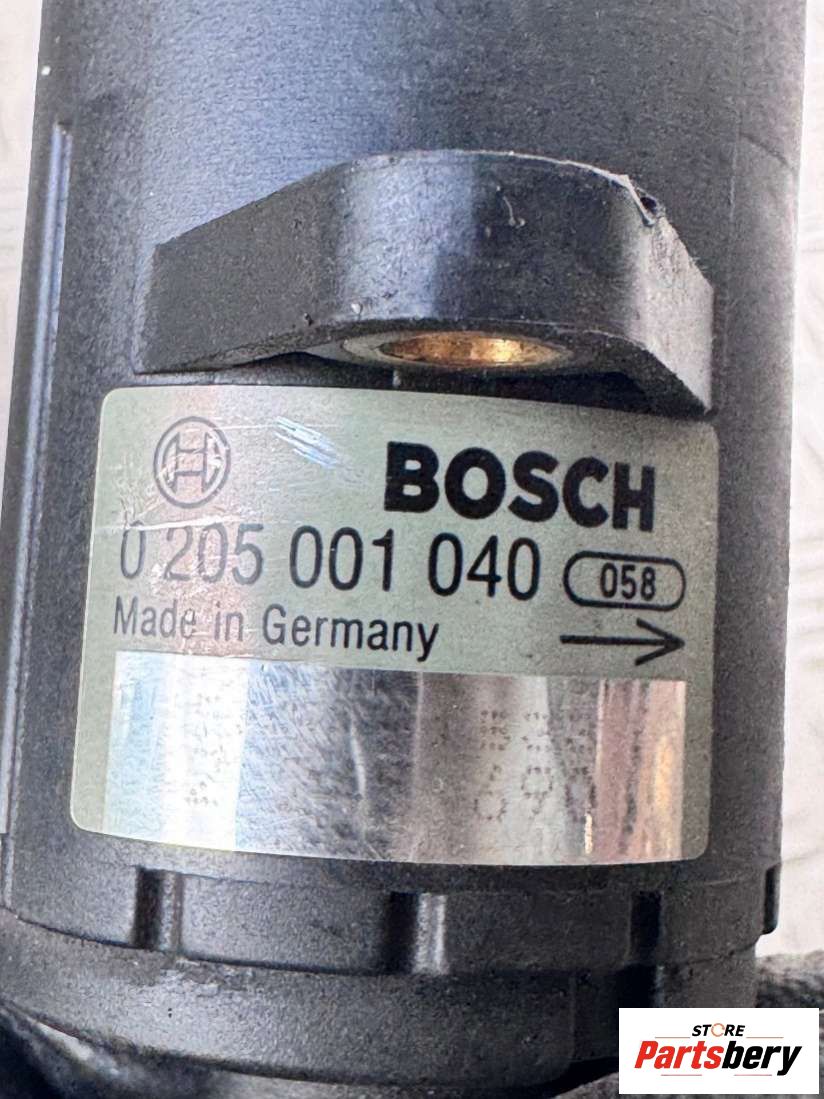 BOSCH
0 205 001 040 058
Made in Germany
STORE
Partsbery